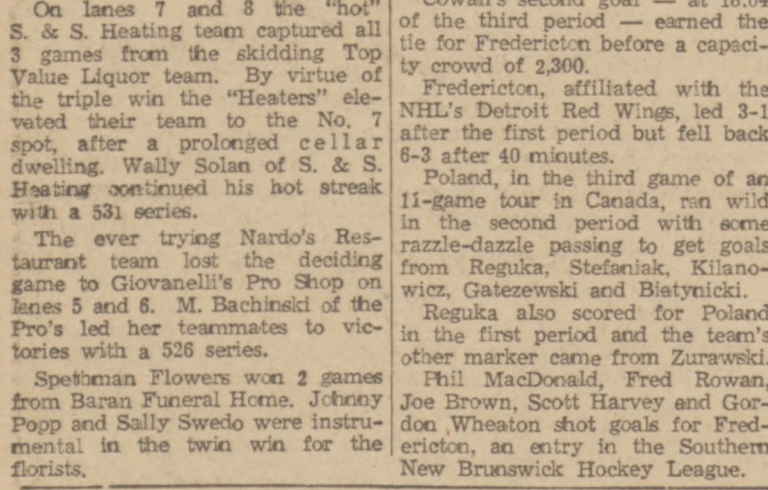 On lanes 7 and 8 the "hot"
S. & S. Heating team captured all
3 games from the skidding Top
Value Liquor team. By virtue of
the triple win the "Heaters" ele-
vated their team to the No. 7
spot, after a prolonged cellar
dwelling. Wally Solan of S. & S.
Heating continued his hot streak
with a 531 series.
The ever trying Nardo's Res-
taurant team lost the deciding
game to Giovanelli's Pro Shop on
lanes 5 and 6. M. Bachinski of the
Pro's led her teammates to vic-
tories with a 526 series.
Spethman Flowers won 2 games
from Baran Funeral Home. Johnny
Popp and Sally Swedo were instru-
mental in the twin win for the
florists.
Cowan's second goal — at 18:04
of the third period — earned the
tie for Fredericton before a capaci-
ty crowd of 2,300.
Fredericton, affiliated with the
NHL's Detroit Red Wings, led 3-1
after the first period but fell back
6-3 after 40 minutes.
Poland, in the third game of an
11-game tour in Canada, ran wild
in the second period with some
razzle-dazzle passing to get goals
from Reguka, Stefaniak, Kilano-
wicz, Gatezewski and Biatynicki.
Reguka also scored for Poland
in the first period and the team's
other marker came from Zurawski.
Phil MacDonald, Fred Rowan,
Joe Brown, Scott Harvey and Gor-
don Wheaton shot goals for Fred-
ericton, an entry in the Southern
New Brunswick Hockey League.